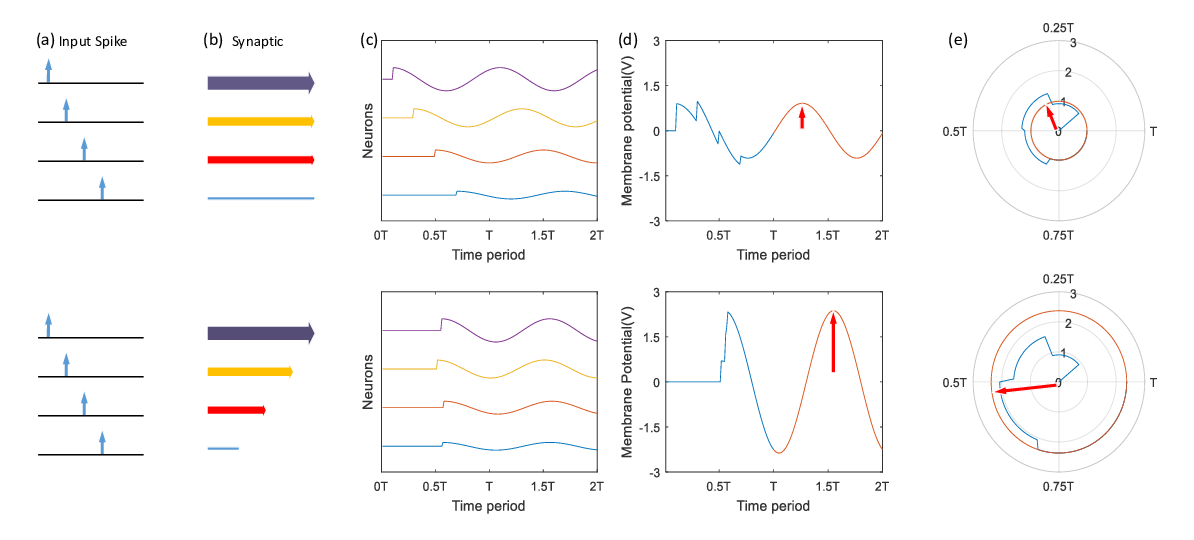 (a) Input Spike
(b) Synaptic
(c)
(d)
(e)
Neurons
0T 0.5T T 1.5T 2T
Time period
Membrane potential(V)
3
1.5
0
-1.5
-3
0.5T T 1.5T 2T
Time period
0.25T
3
2
1
0
0.5T
T
0.75T
Neurons
0T 0.5T T 1.5T 2T
Time period
Membrane Potential(V)
3
1.5
0
-1.5
-3
0.5T T 1.5T 2T
Time period
0.25T
3
2
1
0
0.5T
T
0.75T